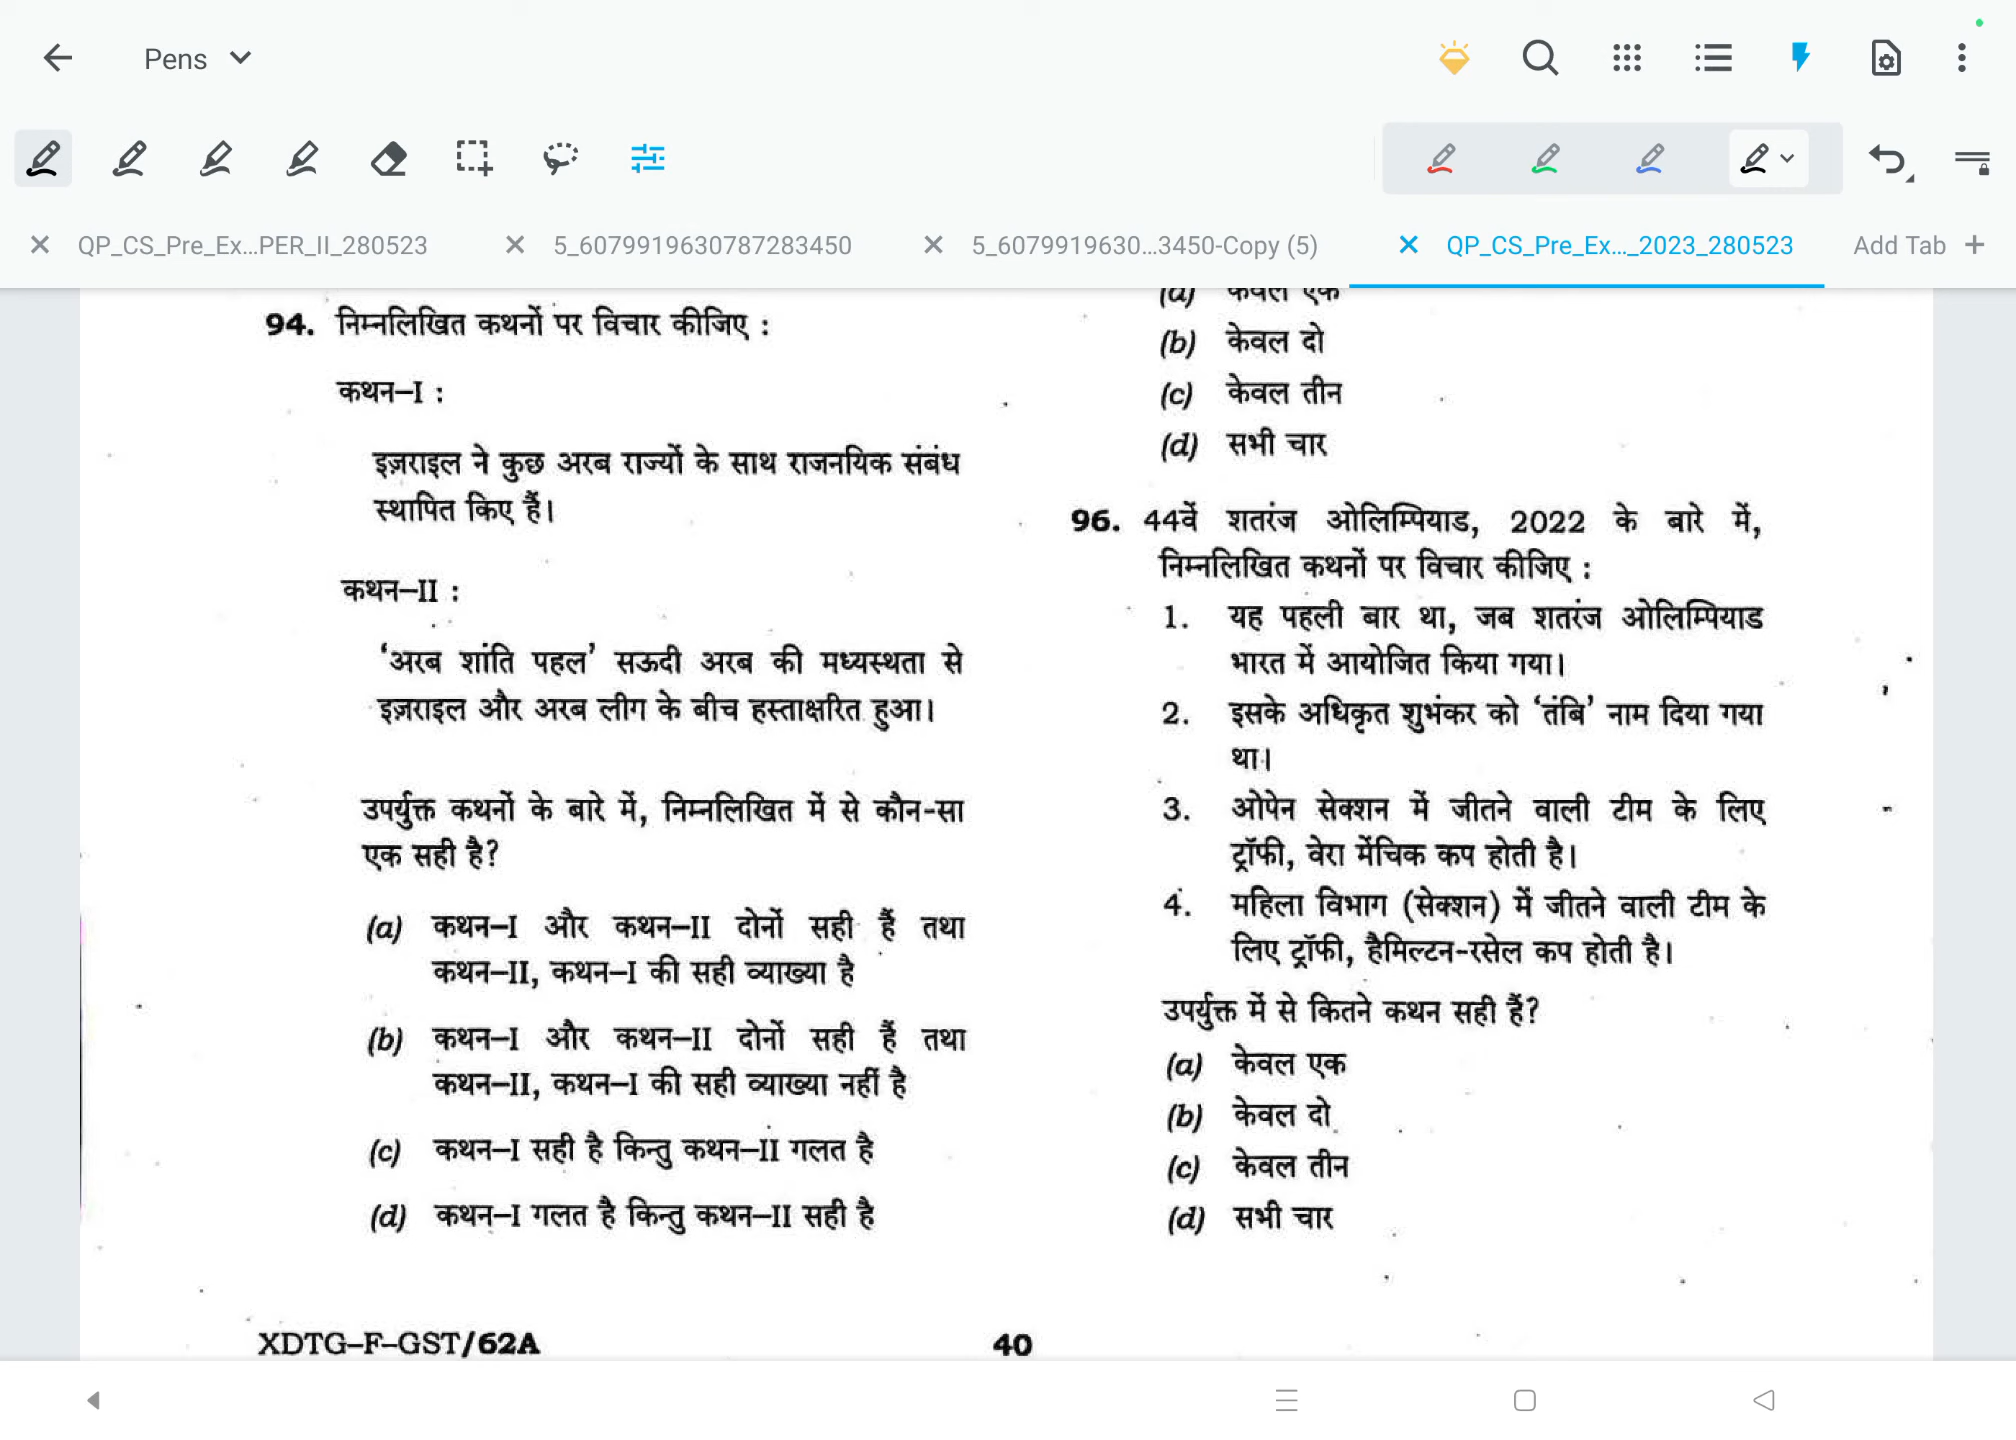 Pens
QP_CS_Pre_Ex...PER_II_280523
5_6079919630787283450
5_6079919630...3450-Copy (5)
QP_CS_Pre_Ex..._2023_280523
Add Tab
94. निम्नलिखित कथनों पर विचार कीजिए :
कथन–I :
इज़राइल ने कुछ अरब राज्यों के साथ राजनयिक संबंध
स्थापित किए हैं।
कथन–II :
‘अरब शांति पहल’ सऊदी अरब की मध्यस्थता से
इज़राइल और अरब लीग के बीच हस्ताक्षरित हुआ।
उपर्युक्त कथनों के बारे में, निम्नलिखित में से कौन-सा
एक सही है?
(a) कथन–I और कथन–II दोनों सही हैं तथा
कथन–II, कथन–I की सही व्याख्या है
(b) कथन–I और कथन–II दोनों सही हैं तथा
कथन–II, कथन–I की सही व्याख्या नहीं है
(c) कथन–I सही है किन्तु कथन–II गलत है
(d) कथन–I गलत है किन्तु कथन–II सही है
(a) केवल एक
(b) केवल दो
(c) केवल तीन
(d) सभी चार
96. 44वें शतरंज ओलिम्पियाड, 2022 के बारे में,
निम्नलिखित कथनों पर विचार कीजिए :
1. यह पहली बार था, जब शतरंज ओलिम्पियाड
भारत में आयोजित किया गया।
2. इसके अधिकृत शुभंकर को ‘तंबि’ नाम दिया गया
था।
3. ओपेन सेक्शन में जीतने वाली टीम के लिए
ट्रॉफी, वेरा मेंचिक कप होती है।
4. महिला विभाग (सेक्शन) में जीतने वाली टीम के
लिए ट्रॉफी, हैमिल्टन-रसेल कप होती है।
उपर्युक्त में से कितने कथन सही हैं?
(a) केवल एक
(b) केवल दो
(c) केवल तीन
(d) सभी चार
XDTG–F–GST/62A
40